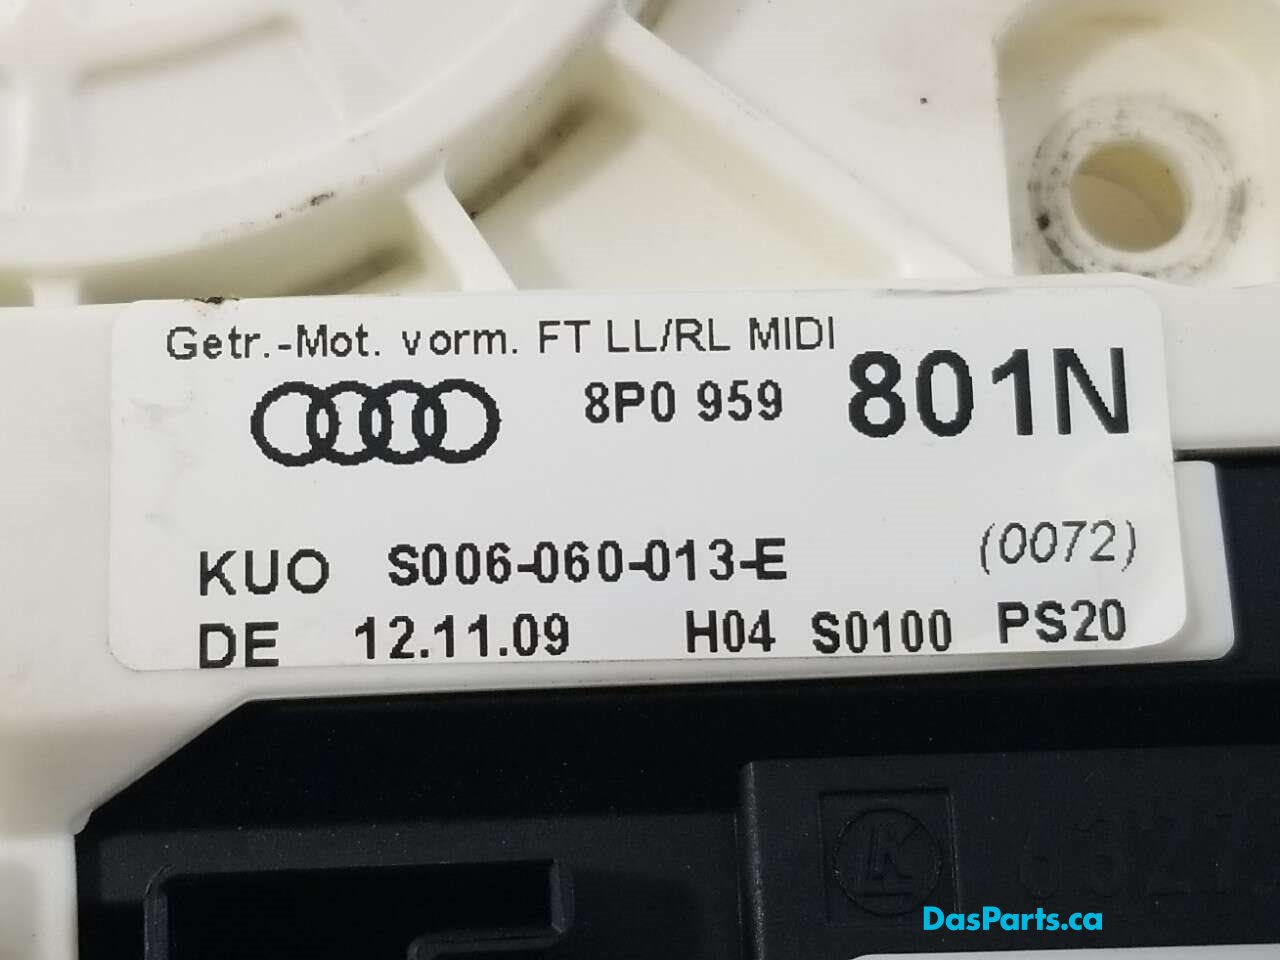 Getr.-Mot. vorm. FT LL/RL MIDI
8P0 959 801N
KUO S006-060-013-E (0072)
DE 12.11.09 H04 S0100 PS20
K
DasParts.ca